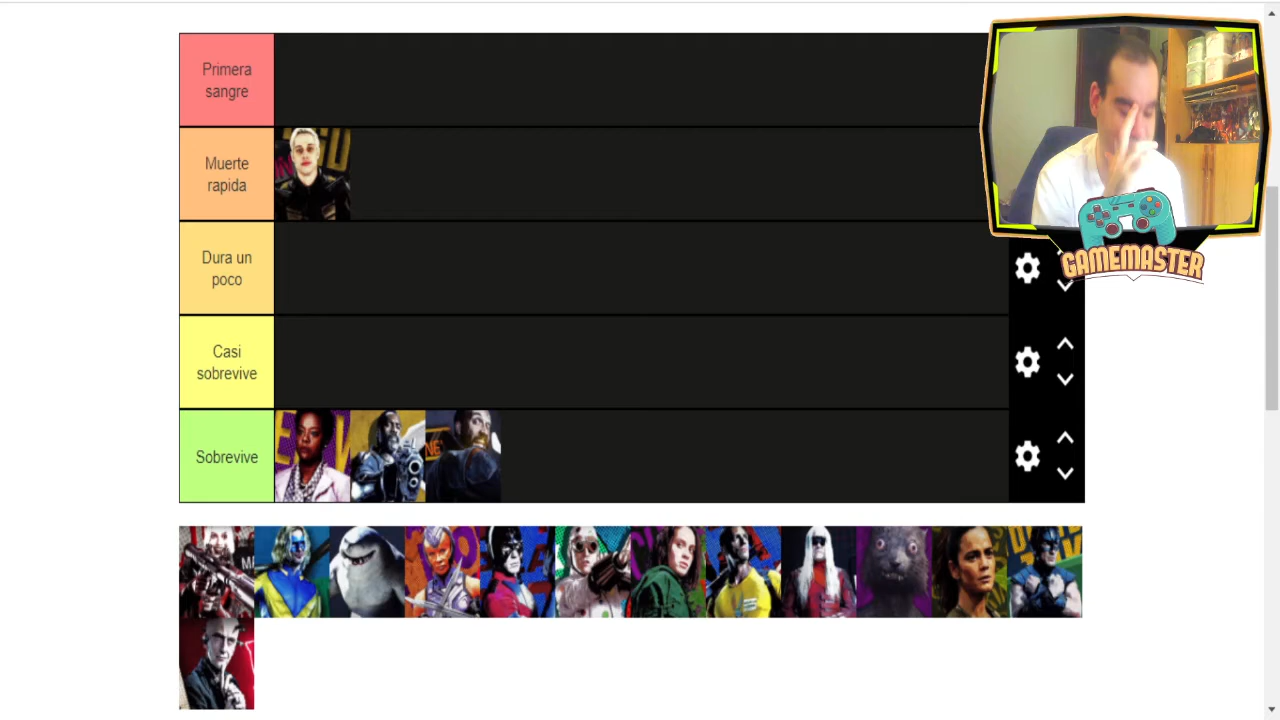 Primera
sangre
Muerte
rapida
Dura un
poco
Casi
sobrevive
Sobrevive
GAMEMASTER